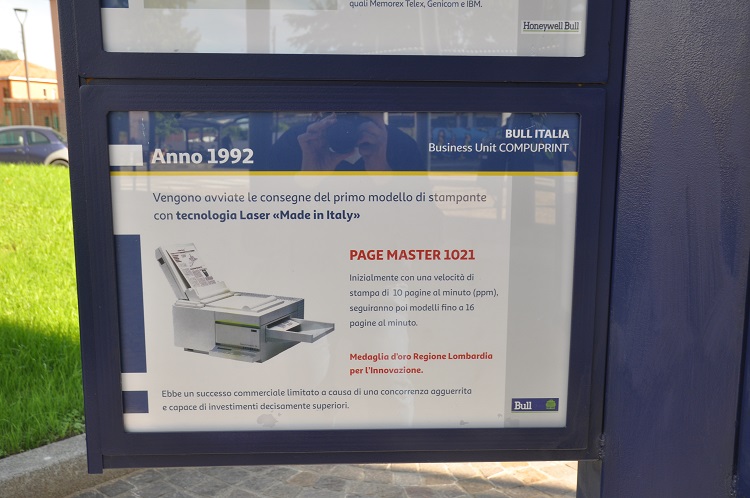 quali Memorex Telex, Genicom e IBM.
Honeywell Bull
BULL ITALIA
Business Unit COMPUPRINT
Anno 1992
Vengono avviate le consegne del primo modello di stampante
con tecnologia Laser «Made in Italy»
PAGE MASTER 1021
Inizialmente con una velocità di
stampa di 10 pagine al minuto (ppm),
seguiranno poi modelli fino a 16
pagine al minuto.
Medaglia d'oro Regione Lombardia
per l'Innovazione.
Ebbe un successo commerciale limitato a causa di una concorrenza agguerrita
e capace di investimenti decisamente superiori.
Bull